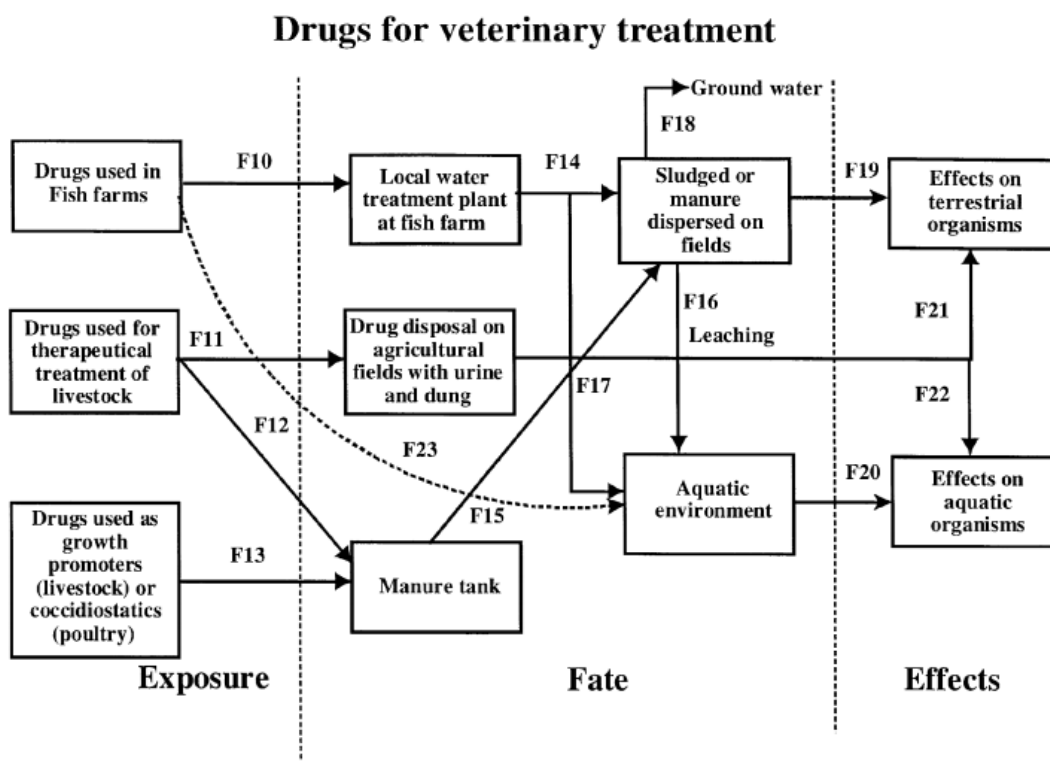 Drugs for veterinary treatment
Ground water
F18
Drugs used in
Fish farms
F10
Local water
treatment plant
at fish farm
F14
Sludged or
manure
dispersed on
fields
F19
Effects on
terrestrial
organisms
Drugs used for
therapeutical
treatment of
livestock
F11
Drug disposal on
agricultural
fields with urine
and dung
F16
Leaching
F21
F17
F22
F12
F23
Drugs used as
growth
promoters
(livestock) or
coccidiostatics
(poultry)
F13
Manure tank
F15
Aquatic
environment
F20
Effects on
aquatic
organisms
Exposure
Fate
Effects